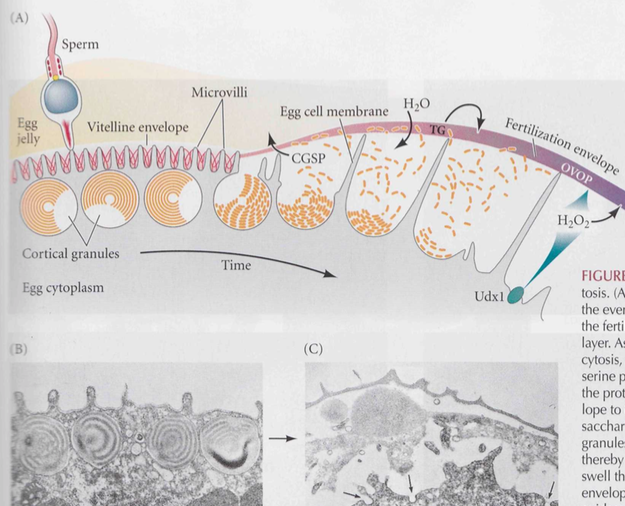 (A)
Sperm
Microvilli
Egg jelly
Vitelline envelope
Egg cell membrane
H₂O
TG
Fertilization envelope
CGSP
OVOP
H₂O₂
Cortical granules
Time
Udx1
Egg cytoplasm
(B)
(C)
FIGURE
tosis. (A
the even
the ferti
layer. As
cytosis,
serine p
the prot
lope to
sacchar
granule
thereby
swell th
envelop